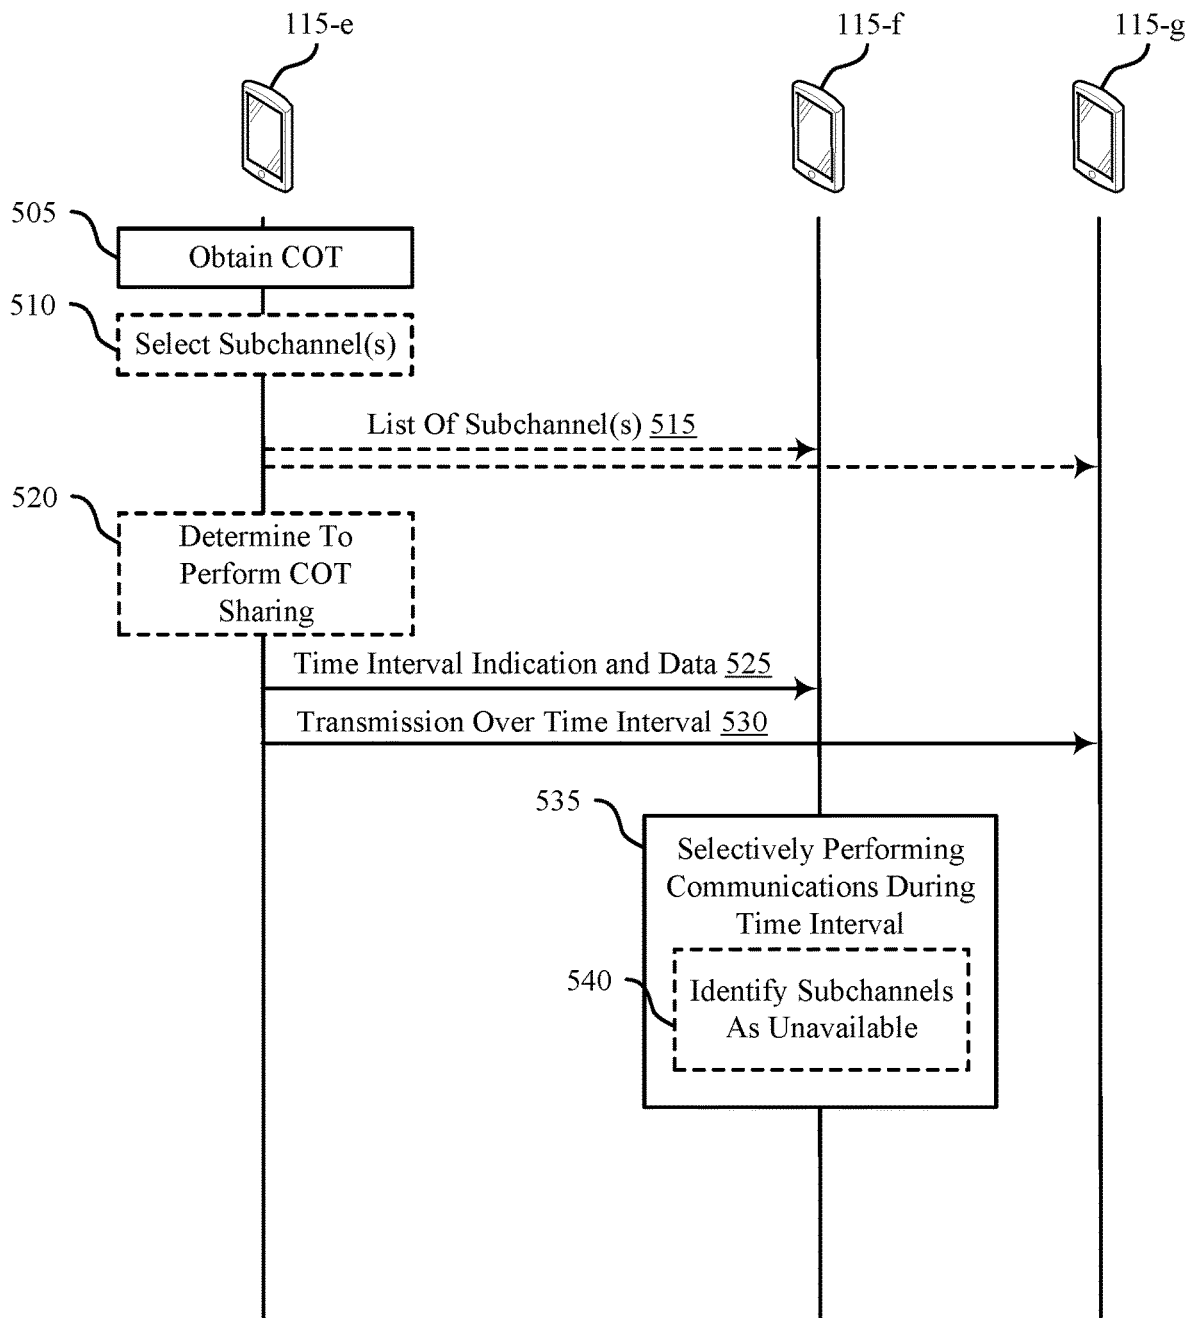 115-e
115-f
115-g
505
Obtain COT
510
Select Subchannel(s)
List Of Subchannel(s) 515
520
Determine To
Perform COT
Sharing
Time Interval Indication and Data 525
Transmission Over Time Interval 530
535
Selectively Performing
Communications During
Time Interval
540
Identify Subchannels
As Unavailable